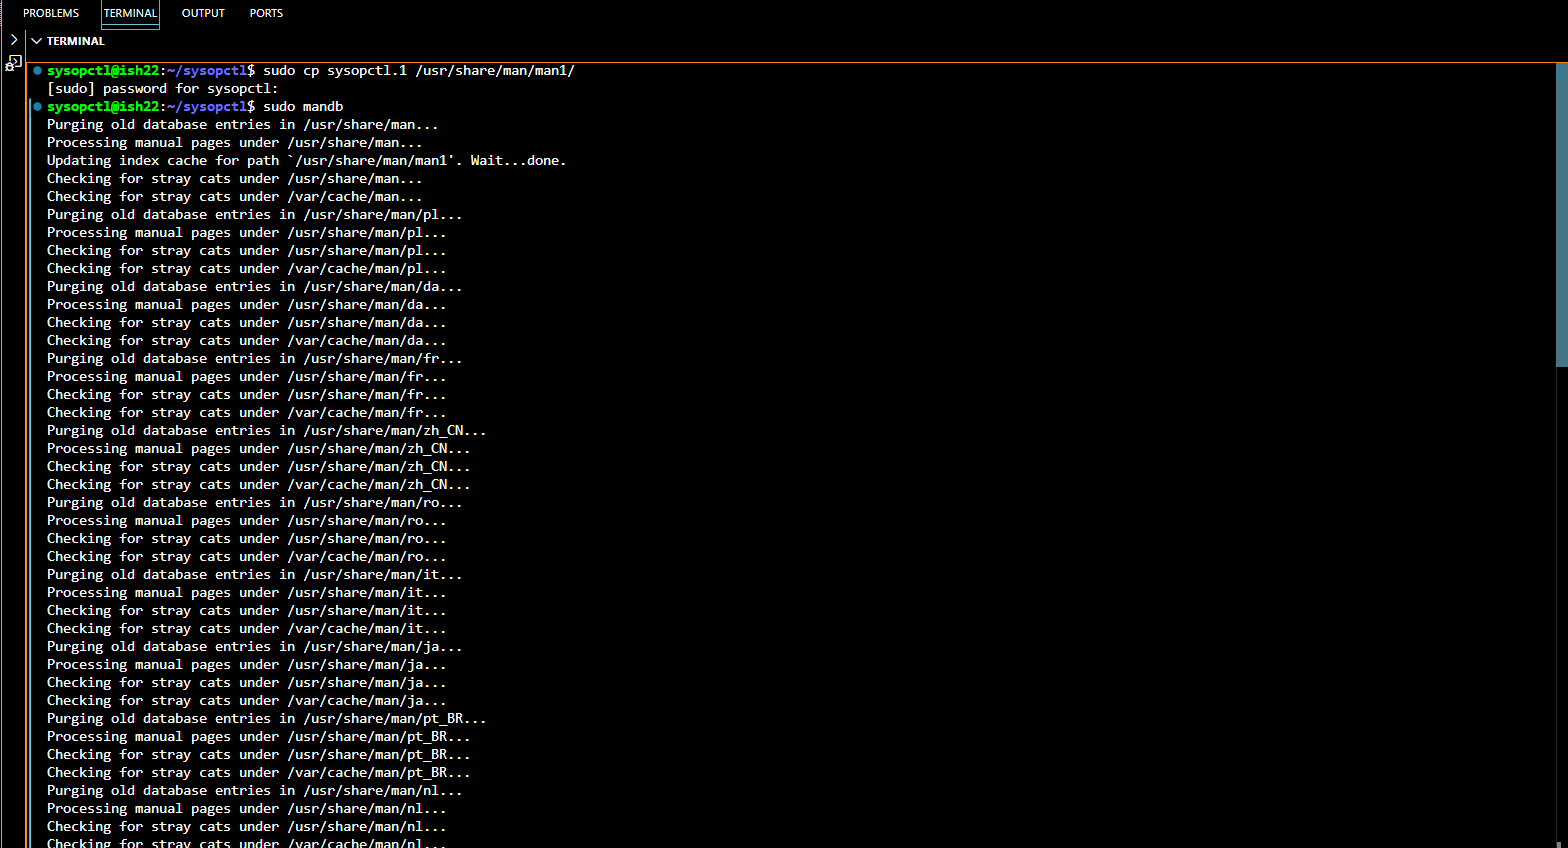 PROBLEMS TERMINAL OUTPUT PORTS
TERMINAL
sysopctl@ish22:~/sysopctl$ sudo cp sysopctl.1 /usr/share/man/man1/
[sudo] password for sysopctl:
sysopctl@ish22:~/sysopctl$ sudo mandb
Purging old database entries in /usr/share/man...
Processing manual pages under /usr/share/man...
Updating index cache for path `/usr/share/man/man1'. Wait...done.
Checking for stray cats under /usr/share/man...
Checking for stray cats under /var/cache/man...
Purging old database entries in /usr/share/man/pl...
Processing manual pages under /usr/share/man/pl...
Checking for stray cats under /usr/share/man/pl...
Checking for stray cats under /var/cache/man/pl...
Purging old database entries in /usr/share/man/da...
Processing manual pages under /usr/share/man/da...
Checking for stray cats under /usr/share/man/da...
Checking for stray cats under /var/cache/man/da...
Purging old database entries in /usr/share/man/fr...
Processing manual pages under /usr/share/man/fr...
Checking for stray cats under /usr/share/man/fr...
Checking for stray cats under /var/cache/man/fr...
Purging old database entries in /usr/share/man/zh_CN...
Processing manual pages under /usr/share/man/zh_CN...
Checking for stray cats under /usr/share/man/zh_CN...
Checking for stray cats under /var/cache/man/zh_CN...
Purging old database entries in /usr/share/man/ro...
Processing manual pages under /usr/share/man/ro...
Checking for stray cats under /usr/share/man/ro...
Checking for stray cats under /var/cache/man/ro...
Purging old database entries in /usr/share/man/it...
Processing manual pages under /usr/share/man/it...
Checking for stray cats under /usr/share/man/it...
Checking for stray cats under /var/cache/man/it...
Purging old database entries in /usr/share/man/ja...
Processing manual pages under /usr/share/man/ja...
Checking for stray cats under /usr/share/man/ja...
Checking for stray cats under /var/cache/man/ja...
Purging old database entries in /usr/share/man/pt_BR...
Processing manual pages under /usr/share/man/pt_BR...
Checking for stray cats under /usr/share/man/pt_BR...
Checking for stray cats under /var/cache/man/pt_BR...
Purging old database entries in /usr/share/man/nl...
Processing manual pages under /usr/share/man/nl...
Checking for stray cats under /usr/share/man/nl...
Checking for stray cats under /var/cache/man/nl...